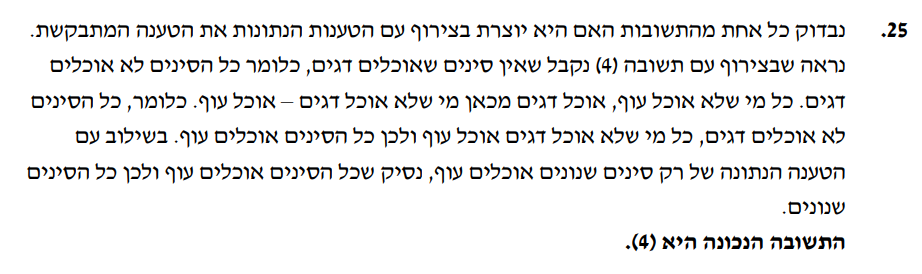 25. נבדוק כל אחת מהתשובות האם היא יוצרת בצירוף עם הטענות הנתונות את הטענה המתבקשת.
נראה שבצירוף עם תשובה (4) נקבל שאין סינים שאוכלים דגים, כלומר כל הסינים לא אוכלים
דגים. כל מי שלא אוכל עוף, אוכל דגים מכאן מי שלא אוכל דגים – אוכל עוף. כלומר, כל הסינים
לא אוכלים דגים, כל מי שלא אוכל דגים אוכל עוף ולכן כל הסינים אוכלים עוף. בשילוב עם
הטענה הנתונה של רק סינים שנונים אוכלים עוף, נסיק שכל הסינים אוכלים עוף ולכן כל הסינים
שנונים.
התשובה הנכונה היא (4).